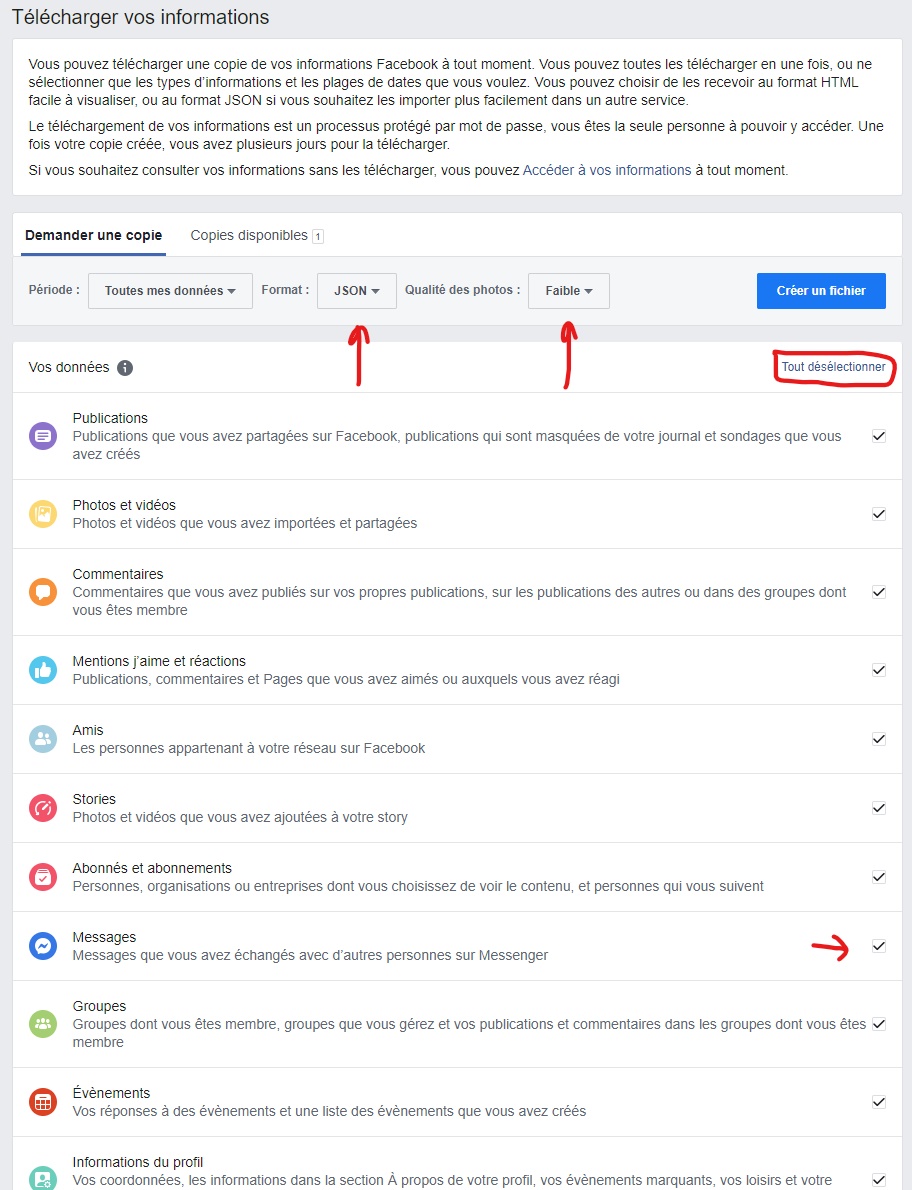 Télécharger vos informations
Vous pouvez télécharger une copie de vos informations Facebook à tout moment. Vous pouvez toutes les télécharger en une fois, ou ne
sélectionner que les types d'informations et les plages de dates que vous voulez. Vous pouvez choisir de les recevoir au format HTML
facile à visualiser, ou au format JSON si vous souhaitez les importer plus facilement dans un autre service.
Le téléchargement de vos informations est un processus protégé par mot de passe, vous êtes la seule personne à pouvoir y accéder. Une
fois votre copie créée, vous avez plusieurs jours pour la télécharger.
Si vous souhaitez consulter vos informations sans les télécharger, vous pouvez Accéder à vos informations à tout moment.
Demander une copie Copies disponibles 1
Période : Toutes mes données Format : JSON Qualité des photos : Faible Créer un fichier
Vos données Tout désélectionner
Publications
Publications que vous avez partagées sur Facebook, publications qui sont masquées de votre journal et sondages que vous
avez créés
Photos et vidéos
Photos et vidéos que vous avez importées et partagées
Commentaires
Commentaires que vous avez publiés sur vos propres publications, sur les publications des autres ou dans des groupes dont
vous êtes membre
Mentions j'aime et réactions
Publications, commentaires et Pages que vous avez aimés ou auxquels vous avez réagi
Amis
Les personnes appartenant à votre réseau sur Facebook
Stories
Photos et vidéos que vous avez ajoutées à votre story
Abonnés et abonnements
Personnes, organisations ou entreprises dont vous choisissez de voir le contenu, et personnes qui vous suivent
Messages
Messages que vous avez échangés avec d'autres personnes sur Messenger
Groupes
Groupes dont vous êtes membre, groupes que vous gérez et vos publications et commentaires dans les groupes dont vous êtes
membre
Évènements
Vos réponses à des évènements et une liste des évènements que vous avez créés
Informations du profil
Vos coordonnées, les informations dans la section À propos de votre profil, vos évènements marquants, vos loisirs et votre